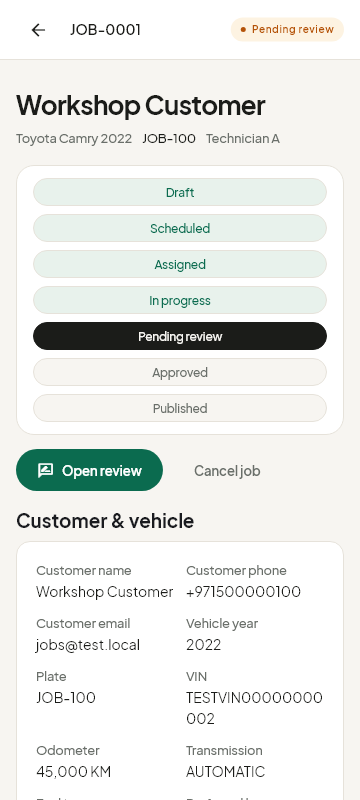 JOB-0001
Pending review
Workshop Customer
Toyota Camry 2022 JOB-100 Technician A
Draft
Scheduled
Assigned
In progress
Pending review
Approved
Published
Open review Cancel job
Customer & vehicle
Customer name Customer phone
Workshop Customer +971500000100
Customer email Vehicle year
jobs@test.local 2022
Plate VIN
JOB-100 TESTVIN00000000
002
Odometer Transmission
45,000 KM AUTOMATIC